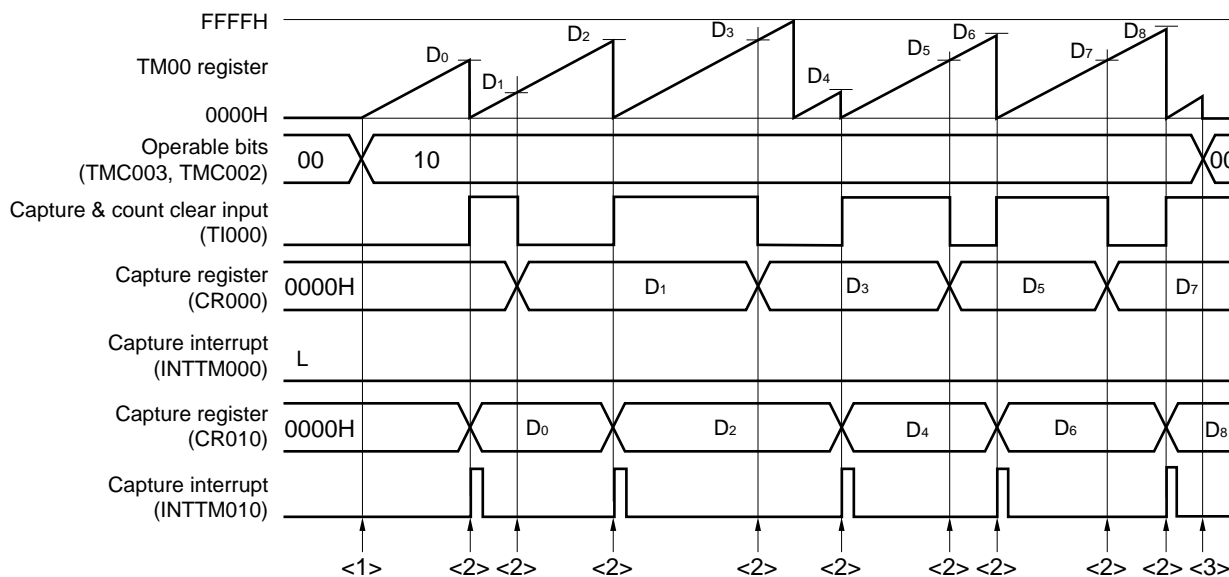 FFFFH
TM00 register
0000H
D0 D1 D2 D3 D4 D5 D6 D7 D8
Operable bits
(TMC003, TMC002)
00 10 00
Capture & count clear input
(TI000)
Capture register
(CR000)
0000H D1 D3 D5 D7
Capture interrupt
(INTTM000)
L
Capture register
(CR010)
0000H D0 D2 D4 D6 D8
Capture interrupt
(INTTM010)
<1> <2> <2> <2> <2> <2> <2> <2> <2> <2> <3>